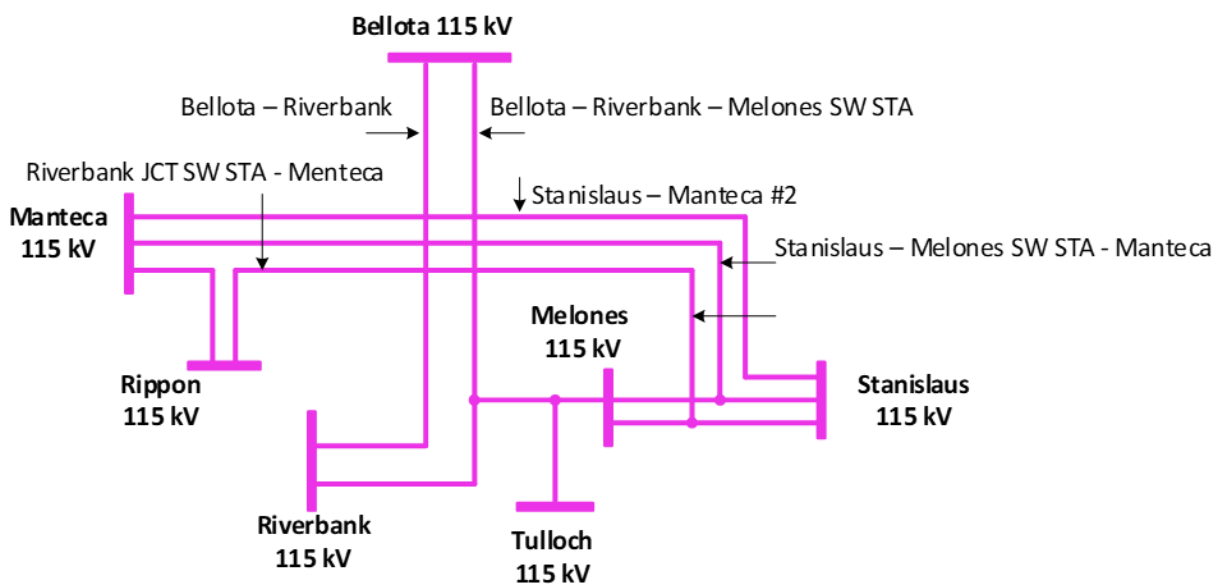 Bellota 115 kV
Bellota – Riverbank
Bellota – Riverbank – Melones SW STA
Riverbank JCT SW STA - Menteca
Stanislaus – Manteca #2
Manteca
115 kV
Stanislaus – Melones SW STA - Manteca
Melones
115 kV
Rippon
115 kV
Stanislaus
115 kV
Riverbank
115 kV
Tulloch
115 kV